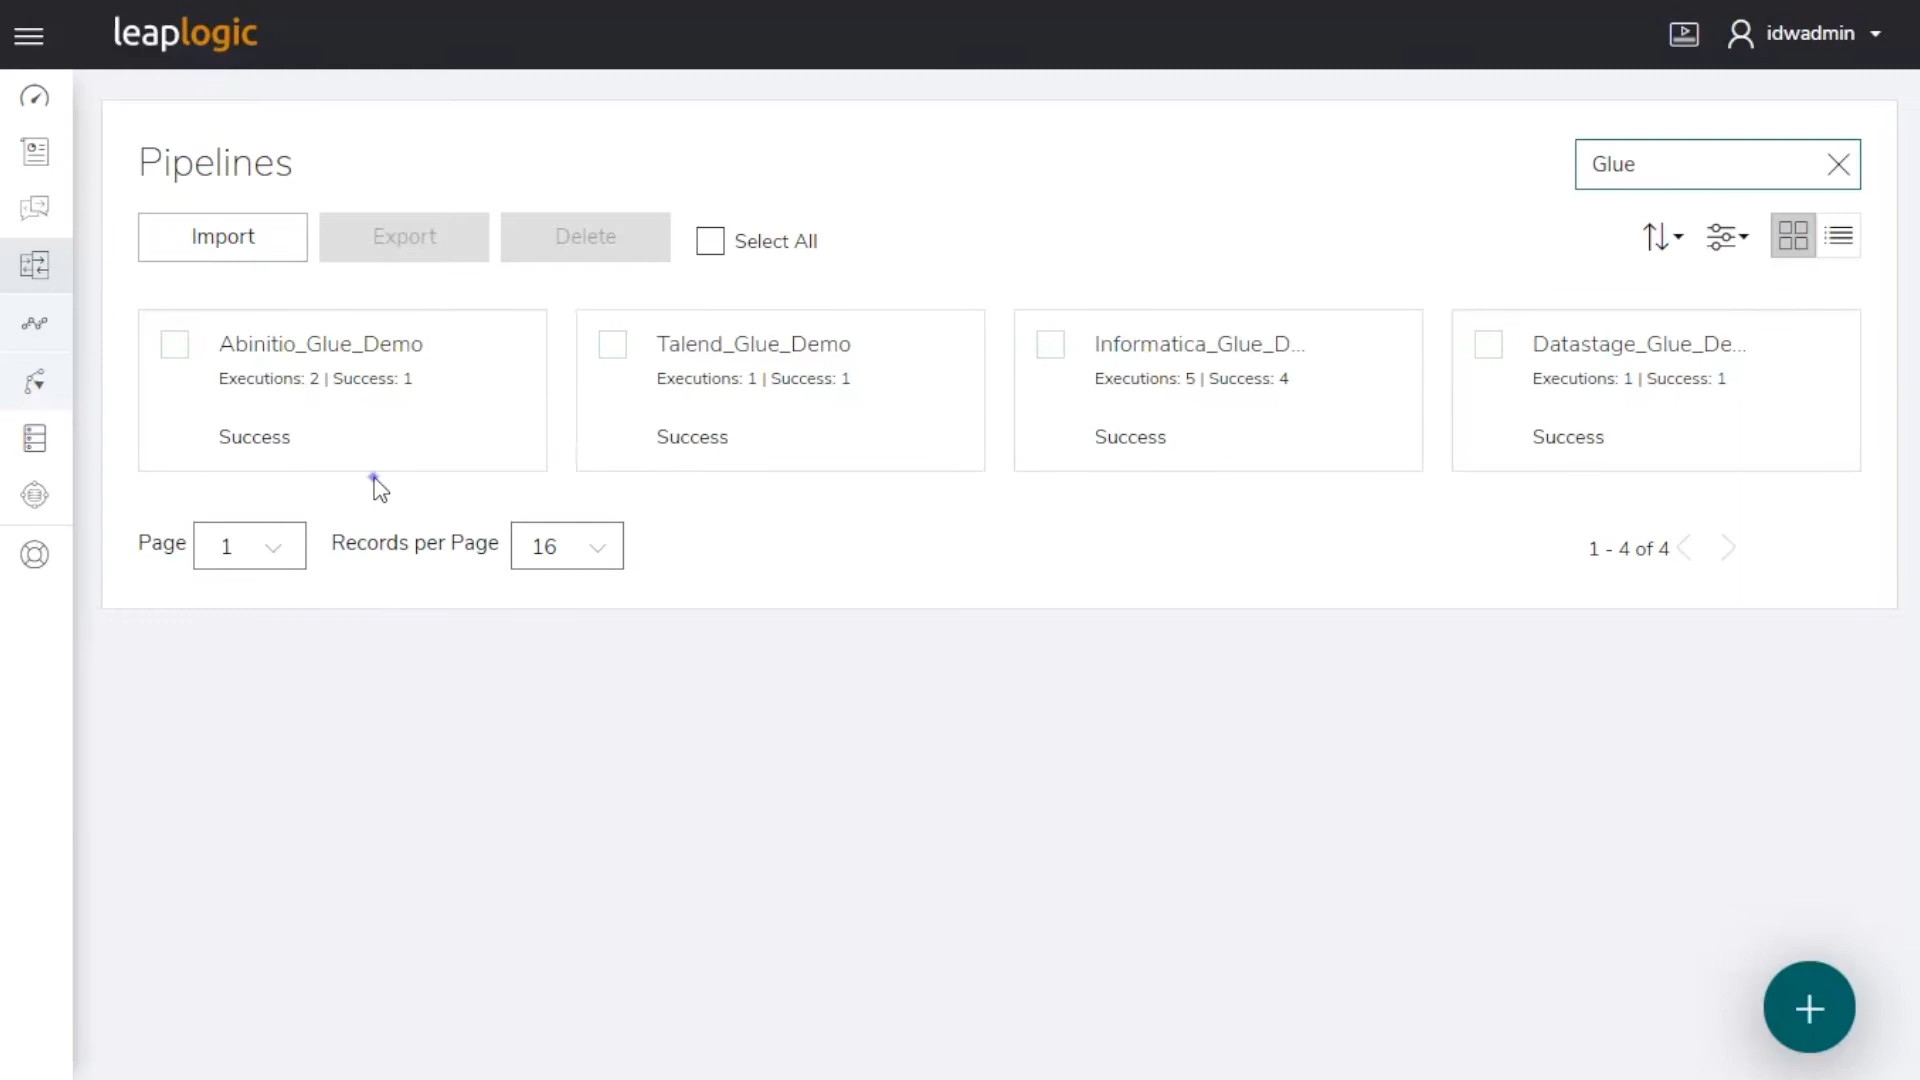 leaplogic
idwadmin
Pipelines
Glue
Import
Export
Delete
Select All
Abinitio_Glue_Demo
Executions: 2 | Success: 1
Success
Talend_Glue_Demo
Executions: 1 | Success: 1
Success
Informatica_Glue_D...
Executions: 5 | Success: 4
Success
Datastage_Glue_De...
Executions: 1 | Success: 1
Success
Page 1 Records per Page 16
1 - 4 of 4